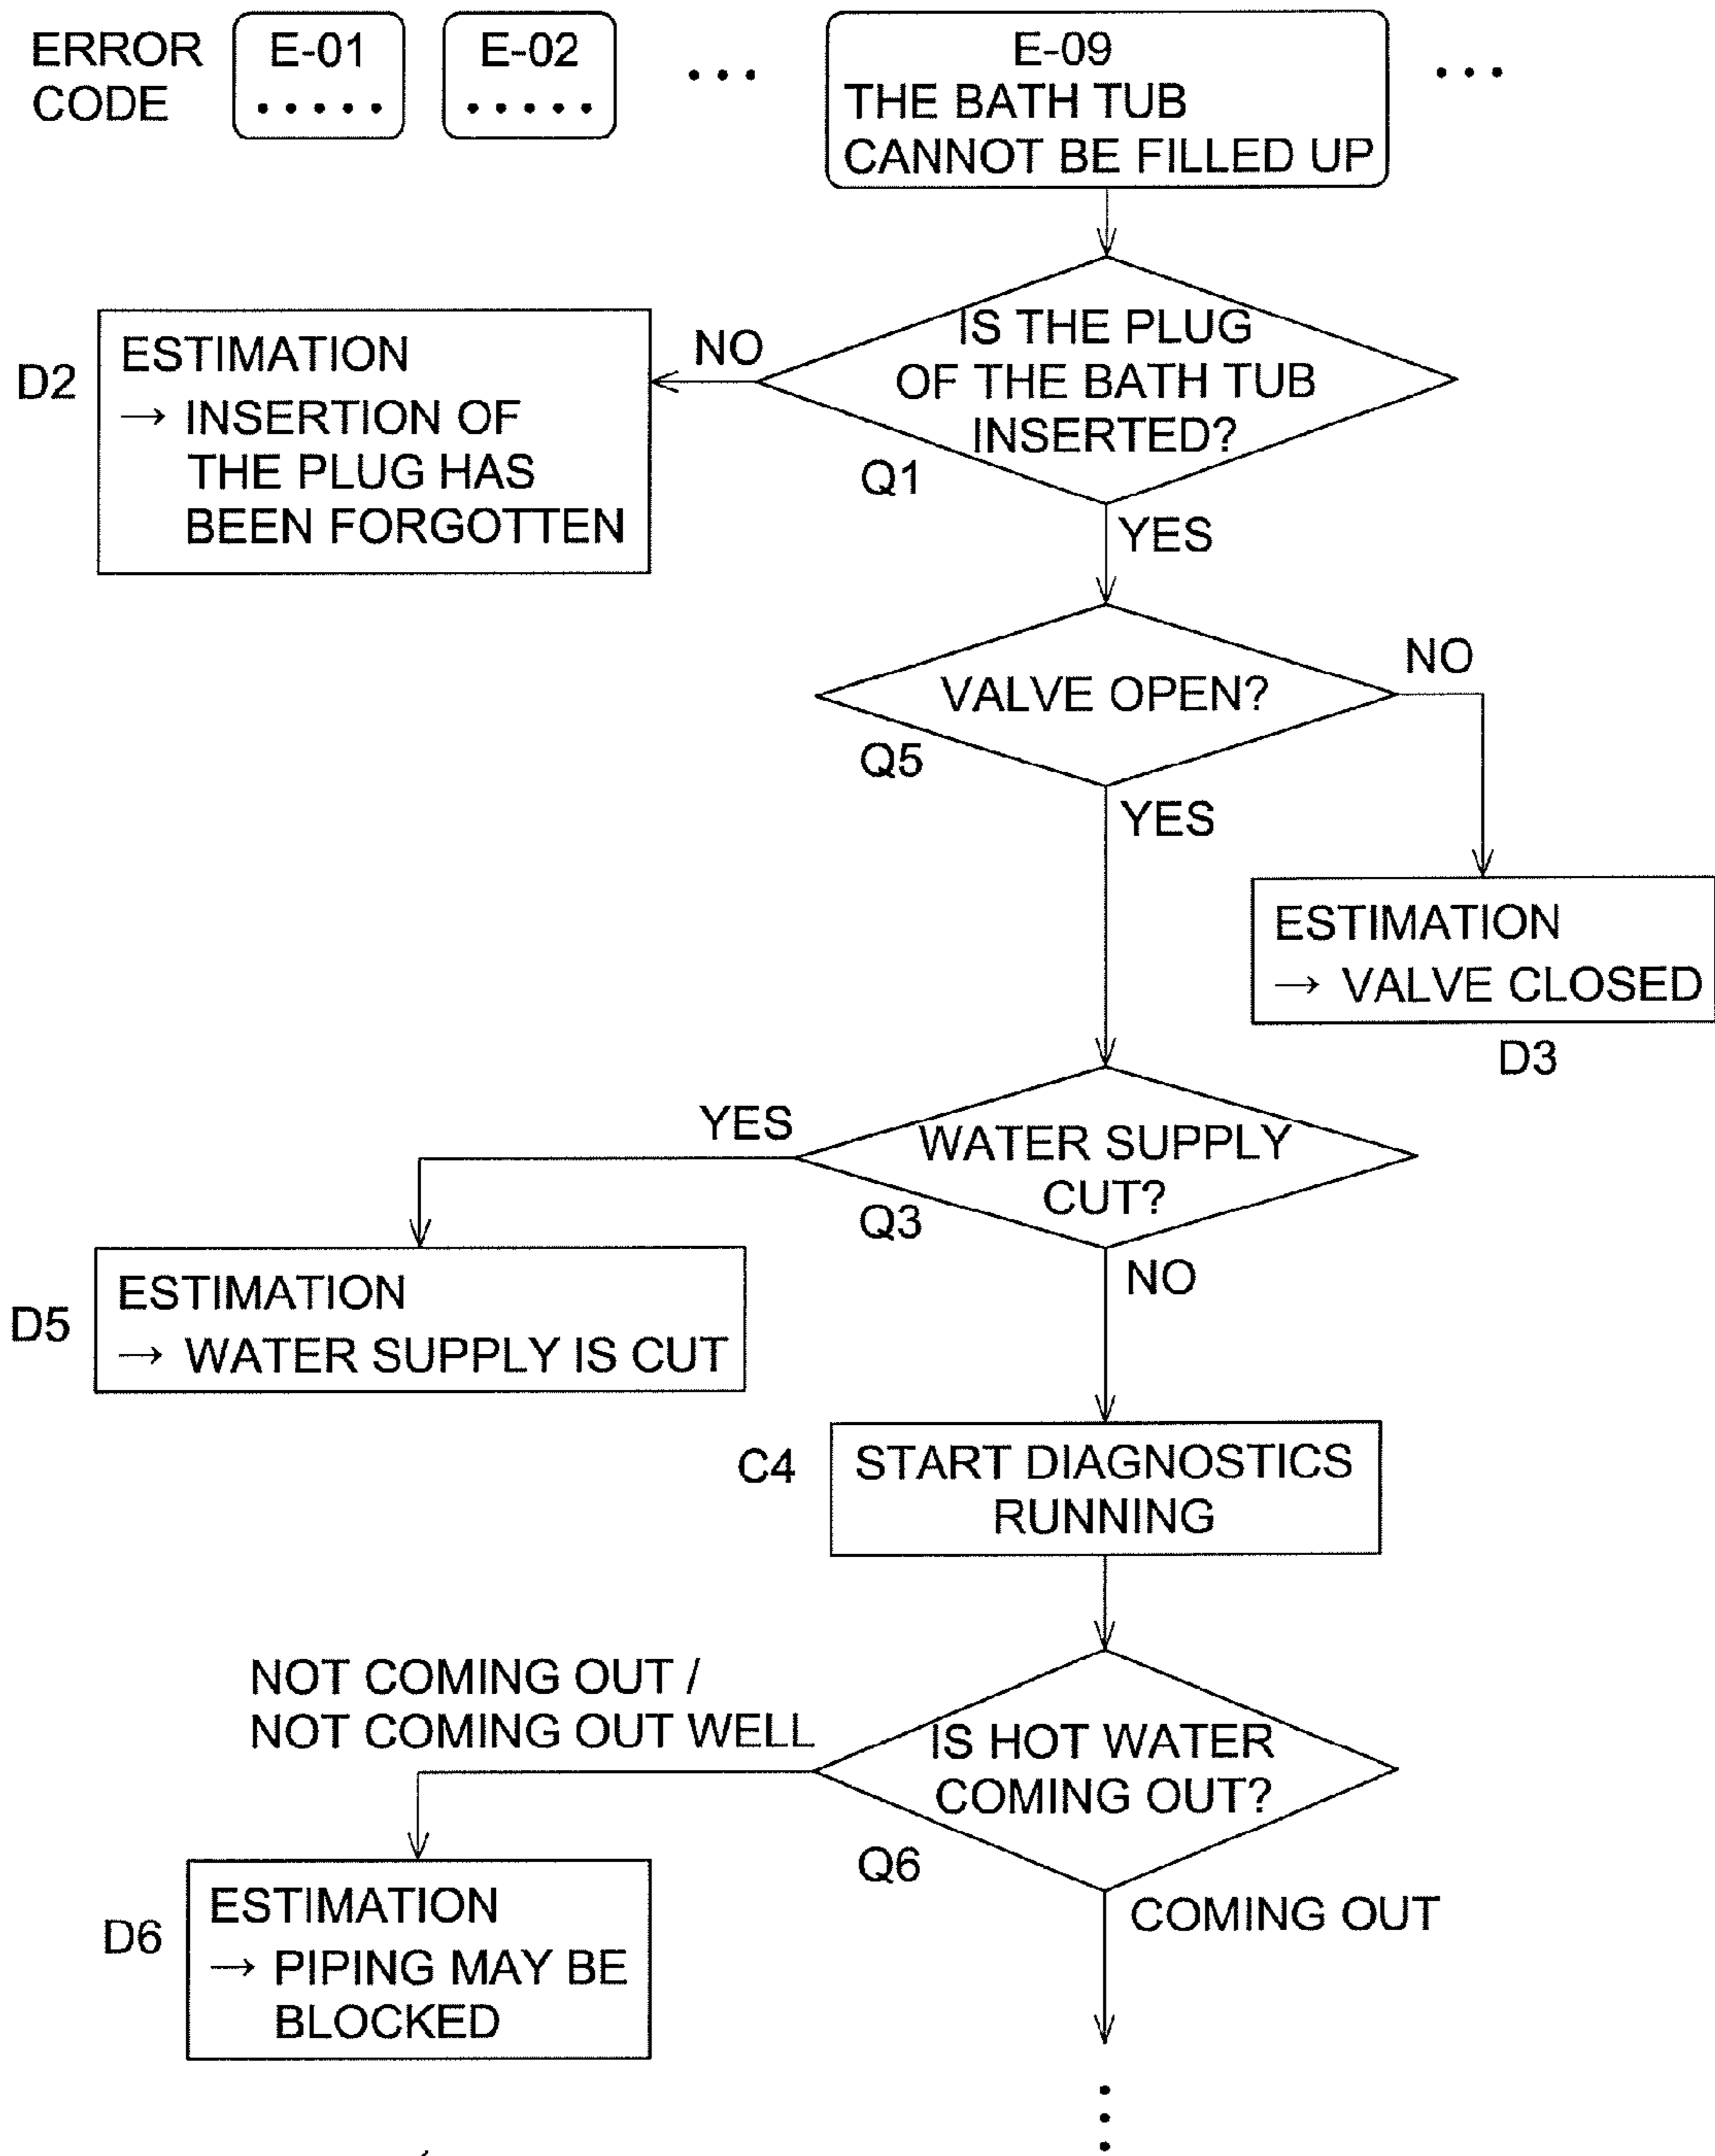 ERROR
CODE
E-01
.....
E-02
.....
...
E-09
THE BATH TUB
CANNOT BE FILLED UP
...
IS THE PLUG
OF THE BATH TUB
INSERTED?
Q1
NO
D2
ESTIMATION
→ INSERTION OF
THE PLUG HAS
BEEN FORGOTTEN
YES
VALVE OPEN?
Q5
NO
ESTIMATION
→ VALVE CLOSED
D3
YES
WATER SUPPLY
CUT?
Q3
YES
D5
ESTIMATION
→ WATER SUPPLY IS CUT
NO
C4
START DIAGNOSTICS
RUNNING
IS HOT WATER
COMING OUT?
Q6
NOT COMING OUT /
NOT COMING OUT WELL
D6
ESTIMATION
→ PIPING MAY BE
BLOCKED
COMING OUT